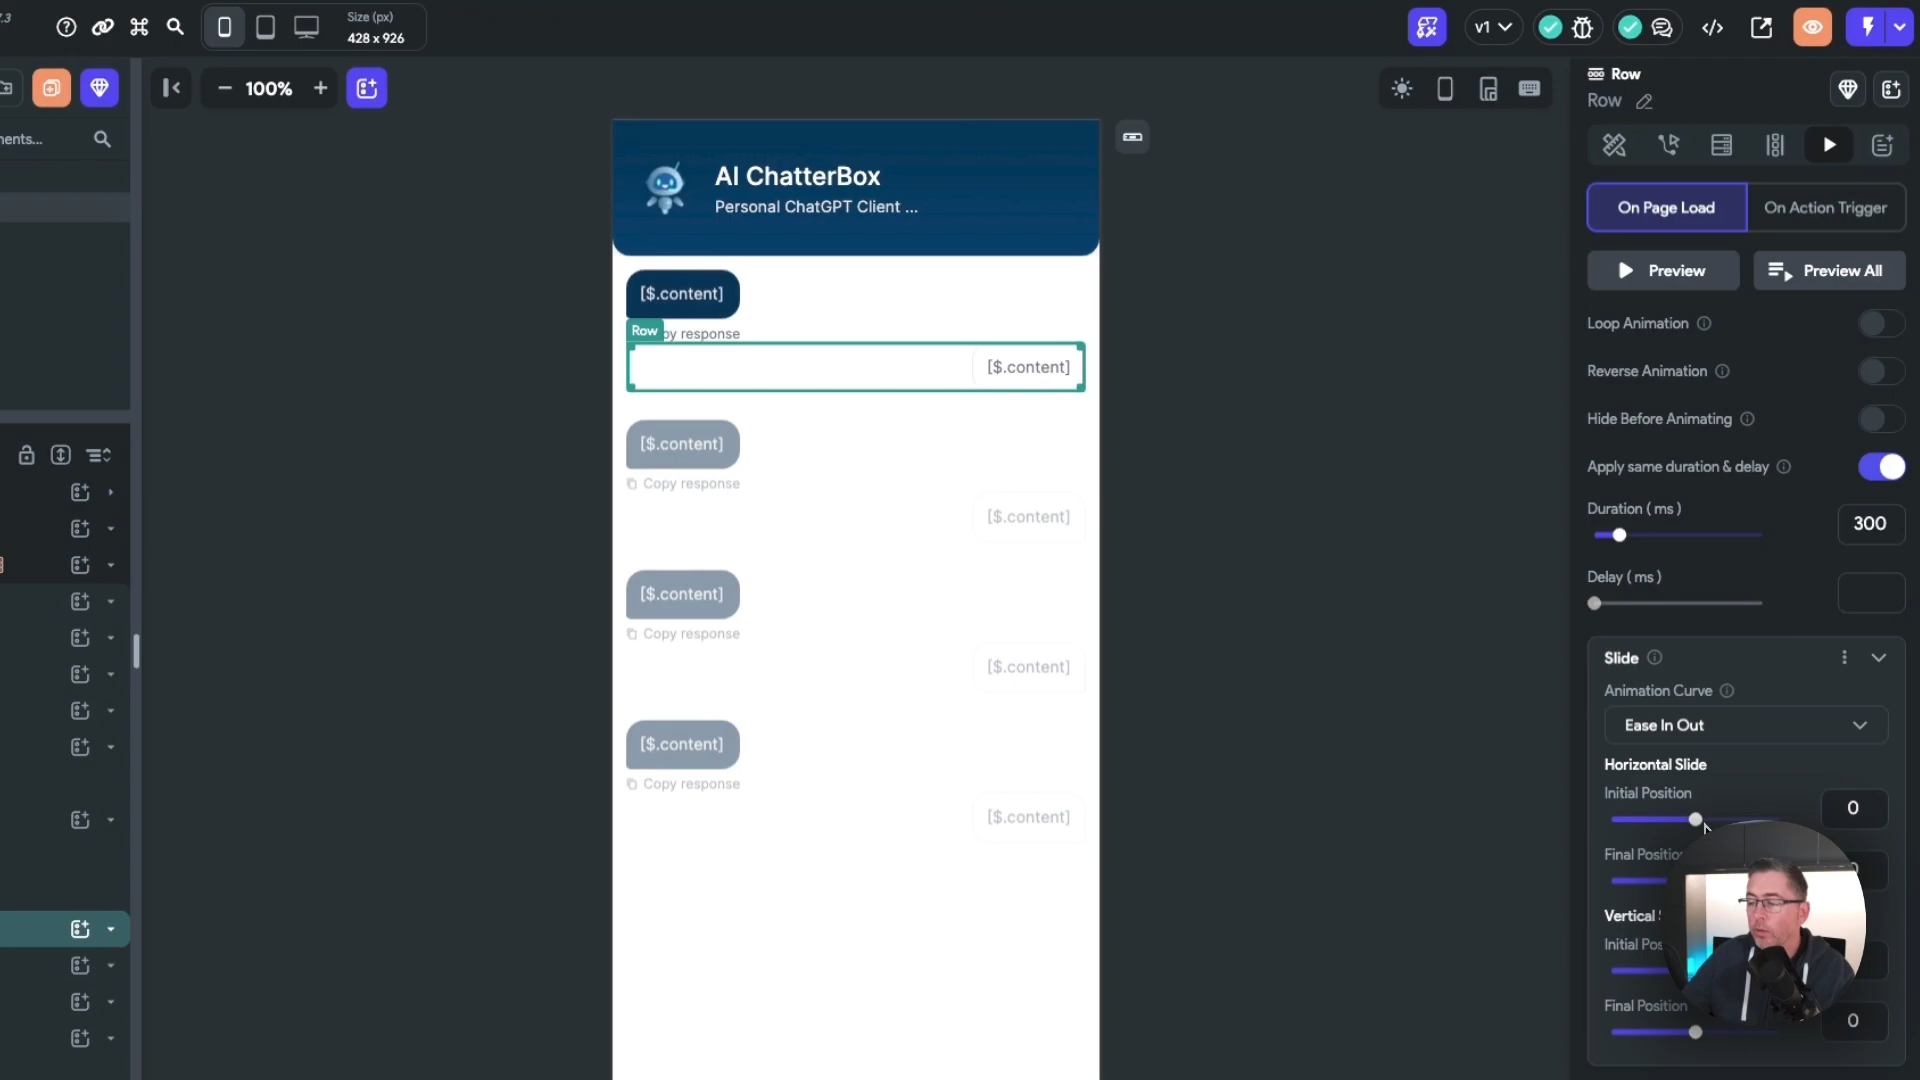 7.3
Size (px)
428 x 926
v1
100%
nents...
AI ChatterBox
Personal ChatGPT Client ...
[$.content]
Row
py response
[$.content]
[$.content]
Copy response
[$.content]
[$.content]
Copy response
[$.content]
[$.content]
Copy response
[$.content]
Row
Row
On Page Load
On Action Trigger
Preview
Preview All
Loop Animation
Reverse Animation
Hide Before Animating
Apply same duration & delay
Duration ( ms )
300
Delay ( ms )
Slide
Animation Curve
Ease In Out
Horizontal Slide
Initial Position
0
Final Positio
Vertical
Initial Pos
Final Position
0